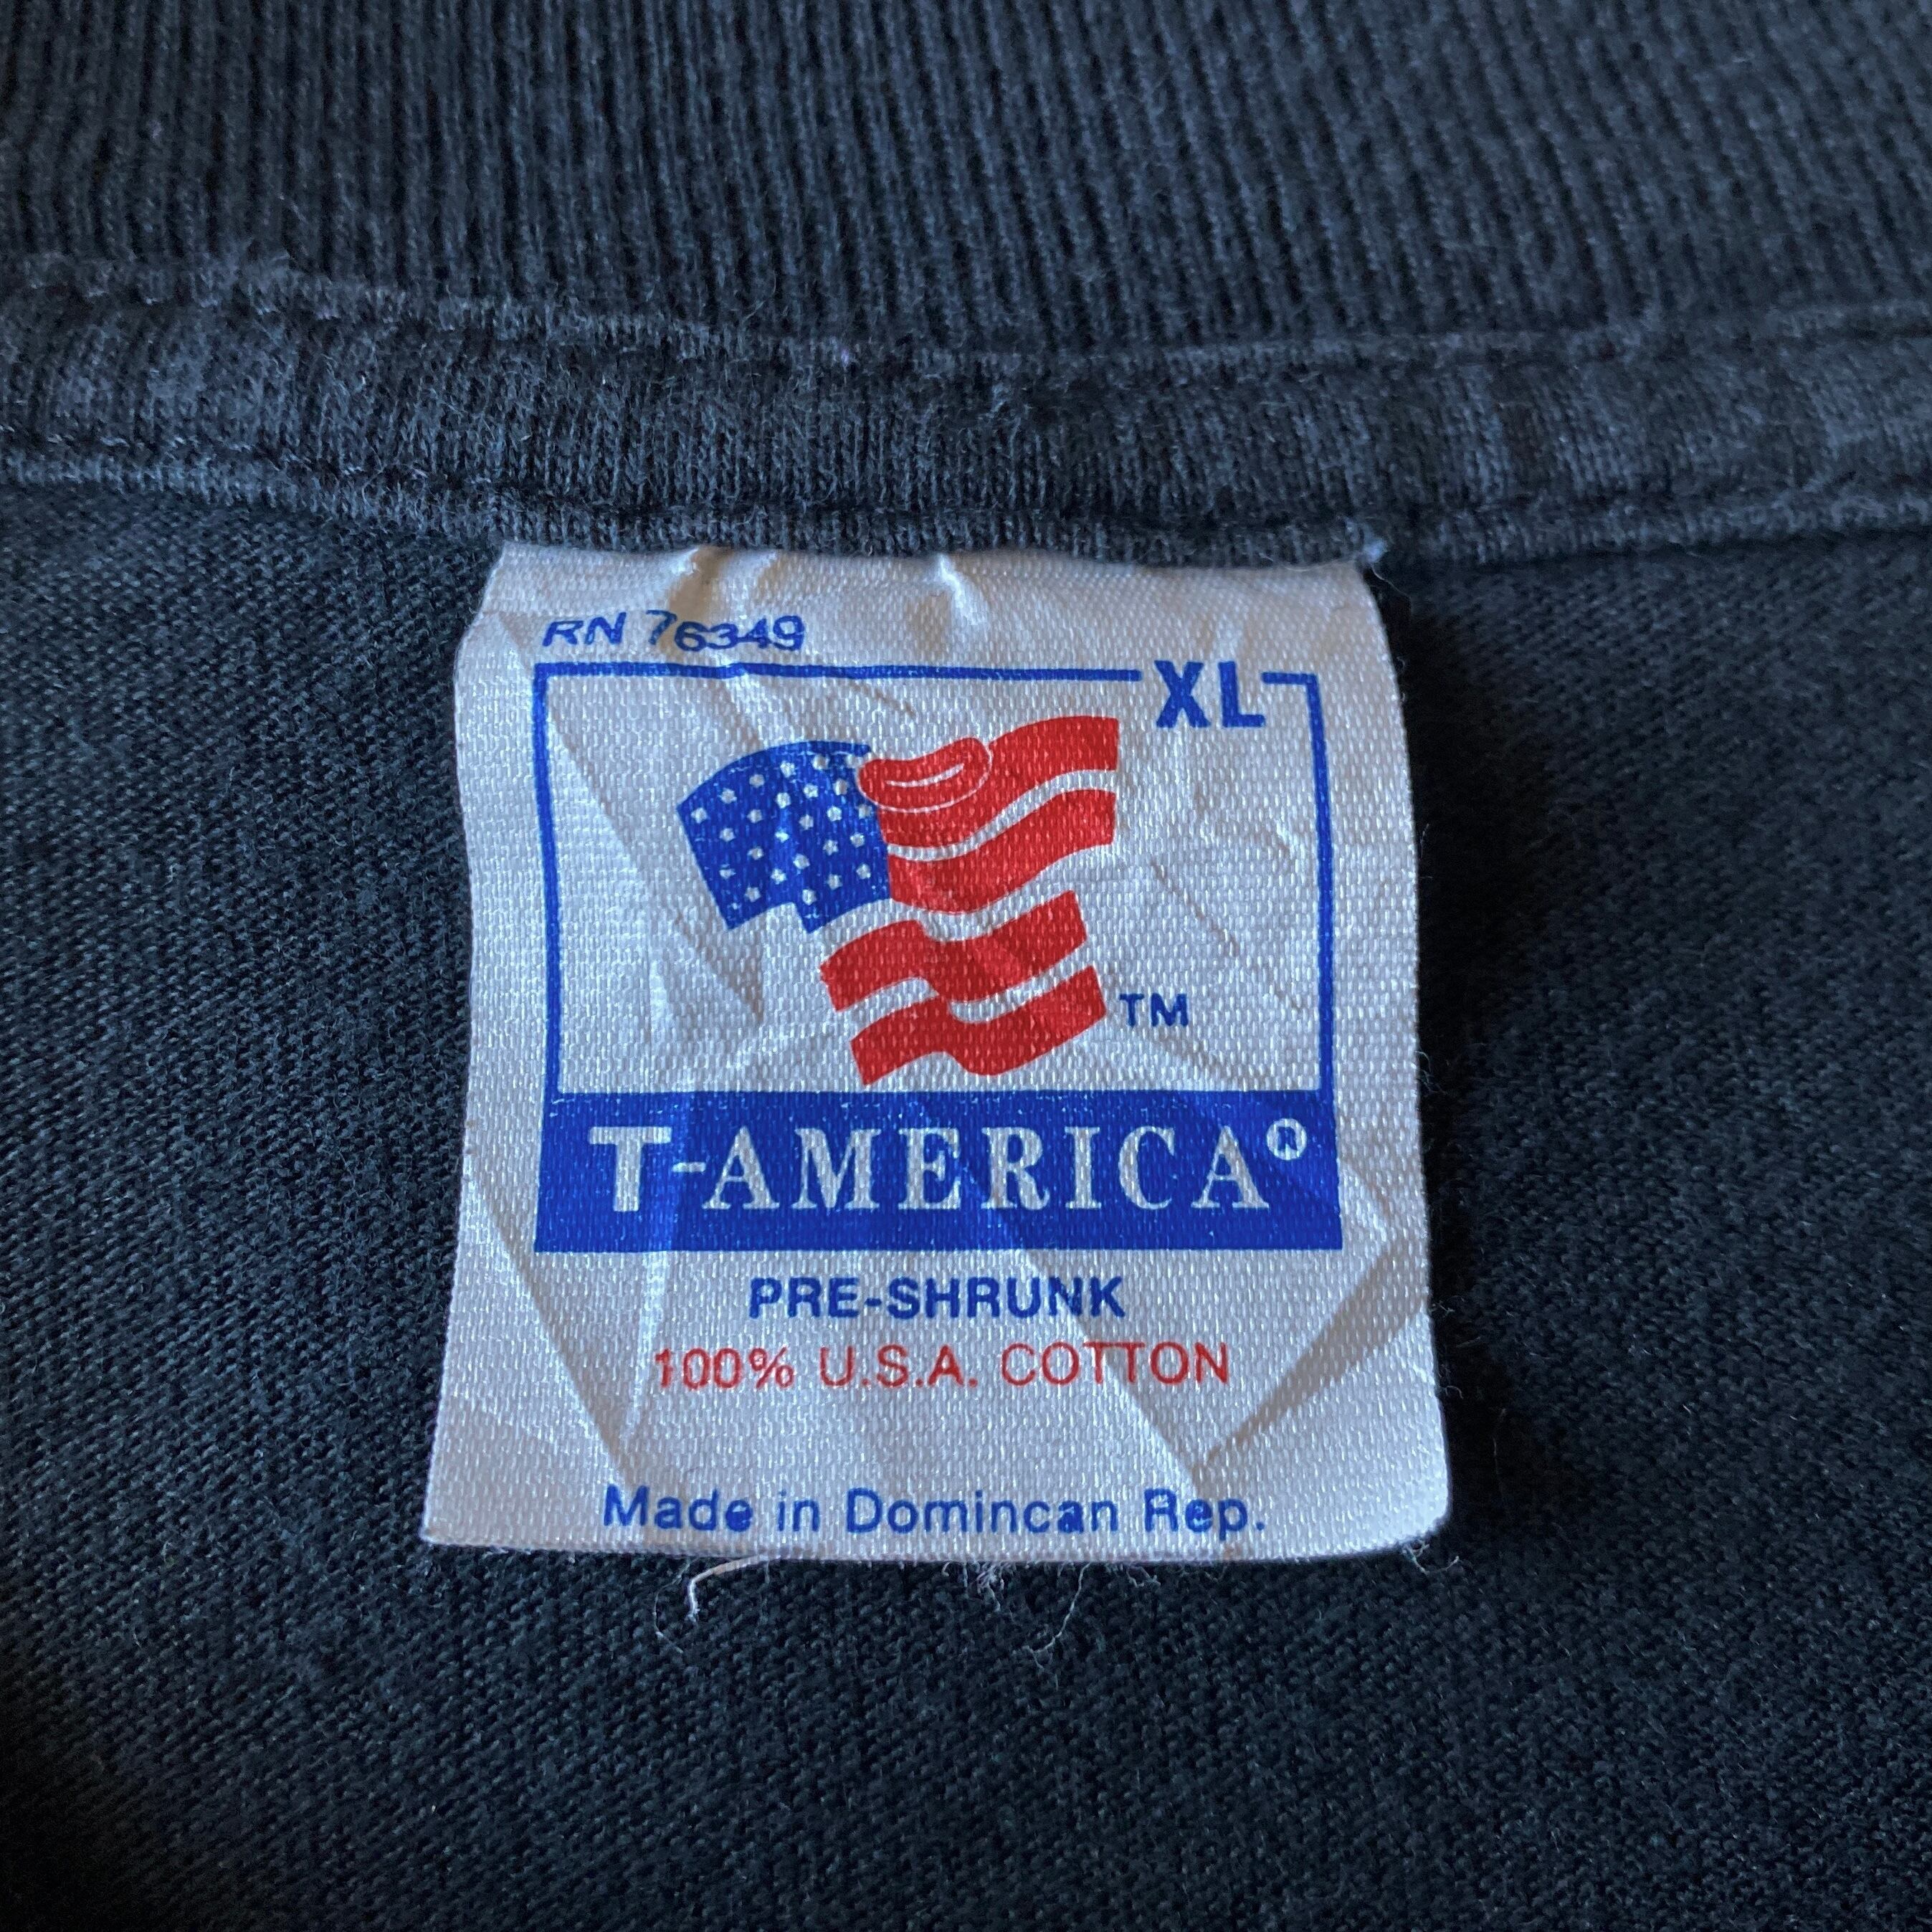 RN 76349
XL
TM
T-AMERICA®
PRE-SHRUNK
100% U.S.A. COTTON
Made in Domincan Rep.